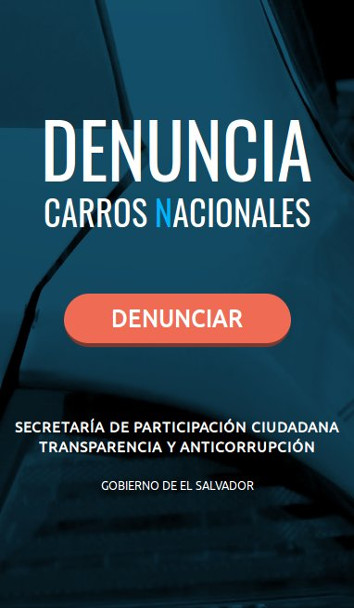 DENUNCIA
CARROS NACIONALES
DENUNCIAR
SECRETARÍA DE PARTICIPACIÓN CIUDADANA
TRANSPARENCIA Y ANTICORRUPCIÓN
GOBIERNO DE EL SALVADOR